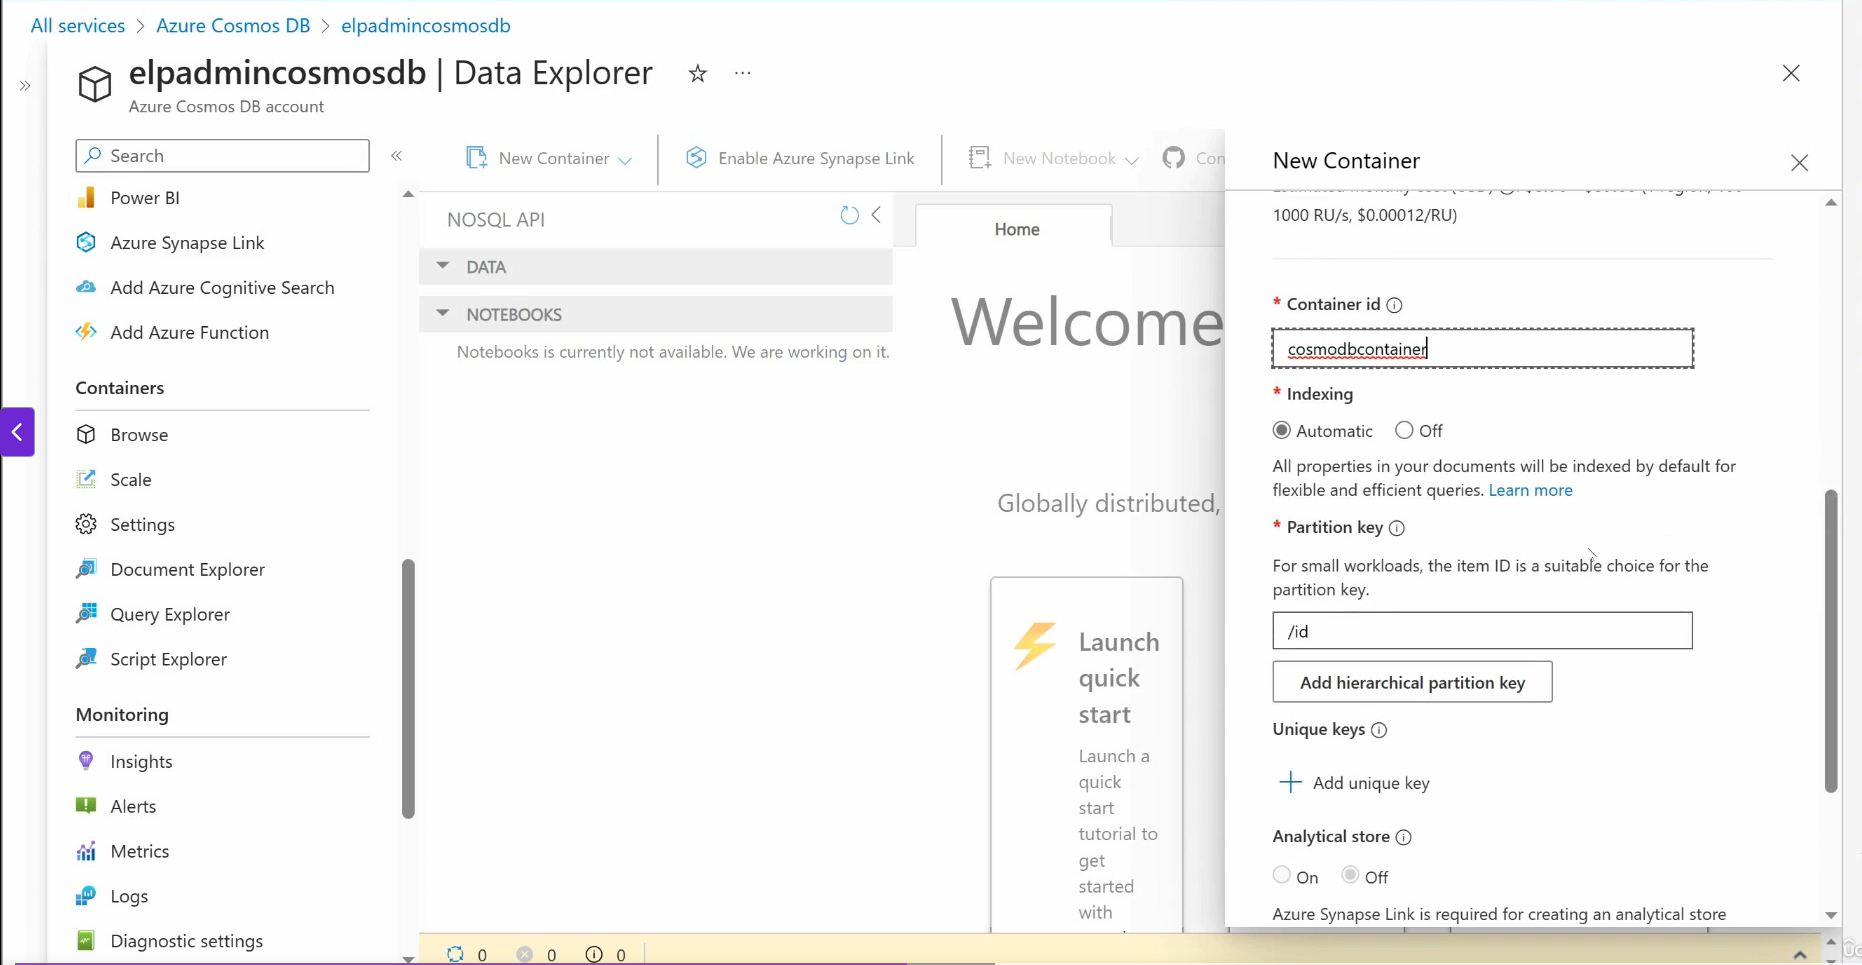 All services > Azure Cosmos DB > elpadmincosmosdb
elpadmincosmosdb | Data Explorer
Azure Cosmos DB account
Search
Power BI
Azure Synapse Link
Add Azure Cognitive Search
Add Azure Function
Containers
Browse
Scale
Settings
Document Explorer
Query Explorer
Script Explorer
Monitoring
Insights
Alerts
Metrics
Logs
Diagnostic settings
New Container
Enable Azure Synapse Link
New Notebook
NOSQL API
DATA
NOTEBOOKS
Notebooks is currently not available. We are working on it.
Home
Welcome
Globally distributed,
Launch
quick
start
Launch a
quick
start
tutorial to
get
started
with
0 0 0
New Container
1000 RU/s, $0.00012/RU)
* Container id
cosmodbcontainer
* Indexing
Automatic Off
All properties in your documents will be indexed by default for
flexible and efficient queries. Learn more
* Partition key
For small workloads, the item ID is a suitable choice for the
partition key.
/id
Add hierarchical partition key
Unique keys
Add unique key
Analytical store
On Off
Azure Synapse Link is required for creating an analytical store